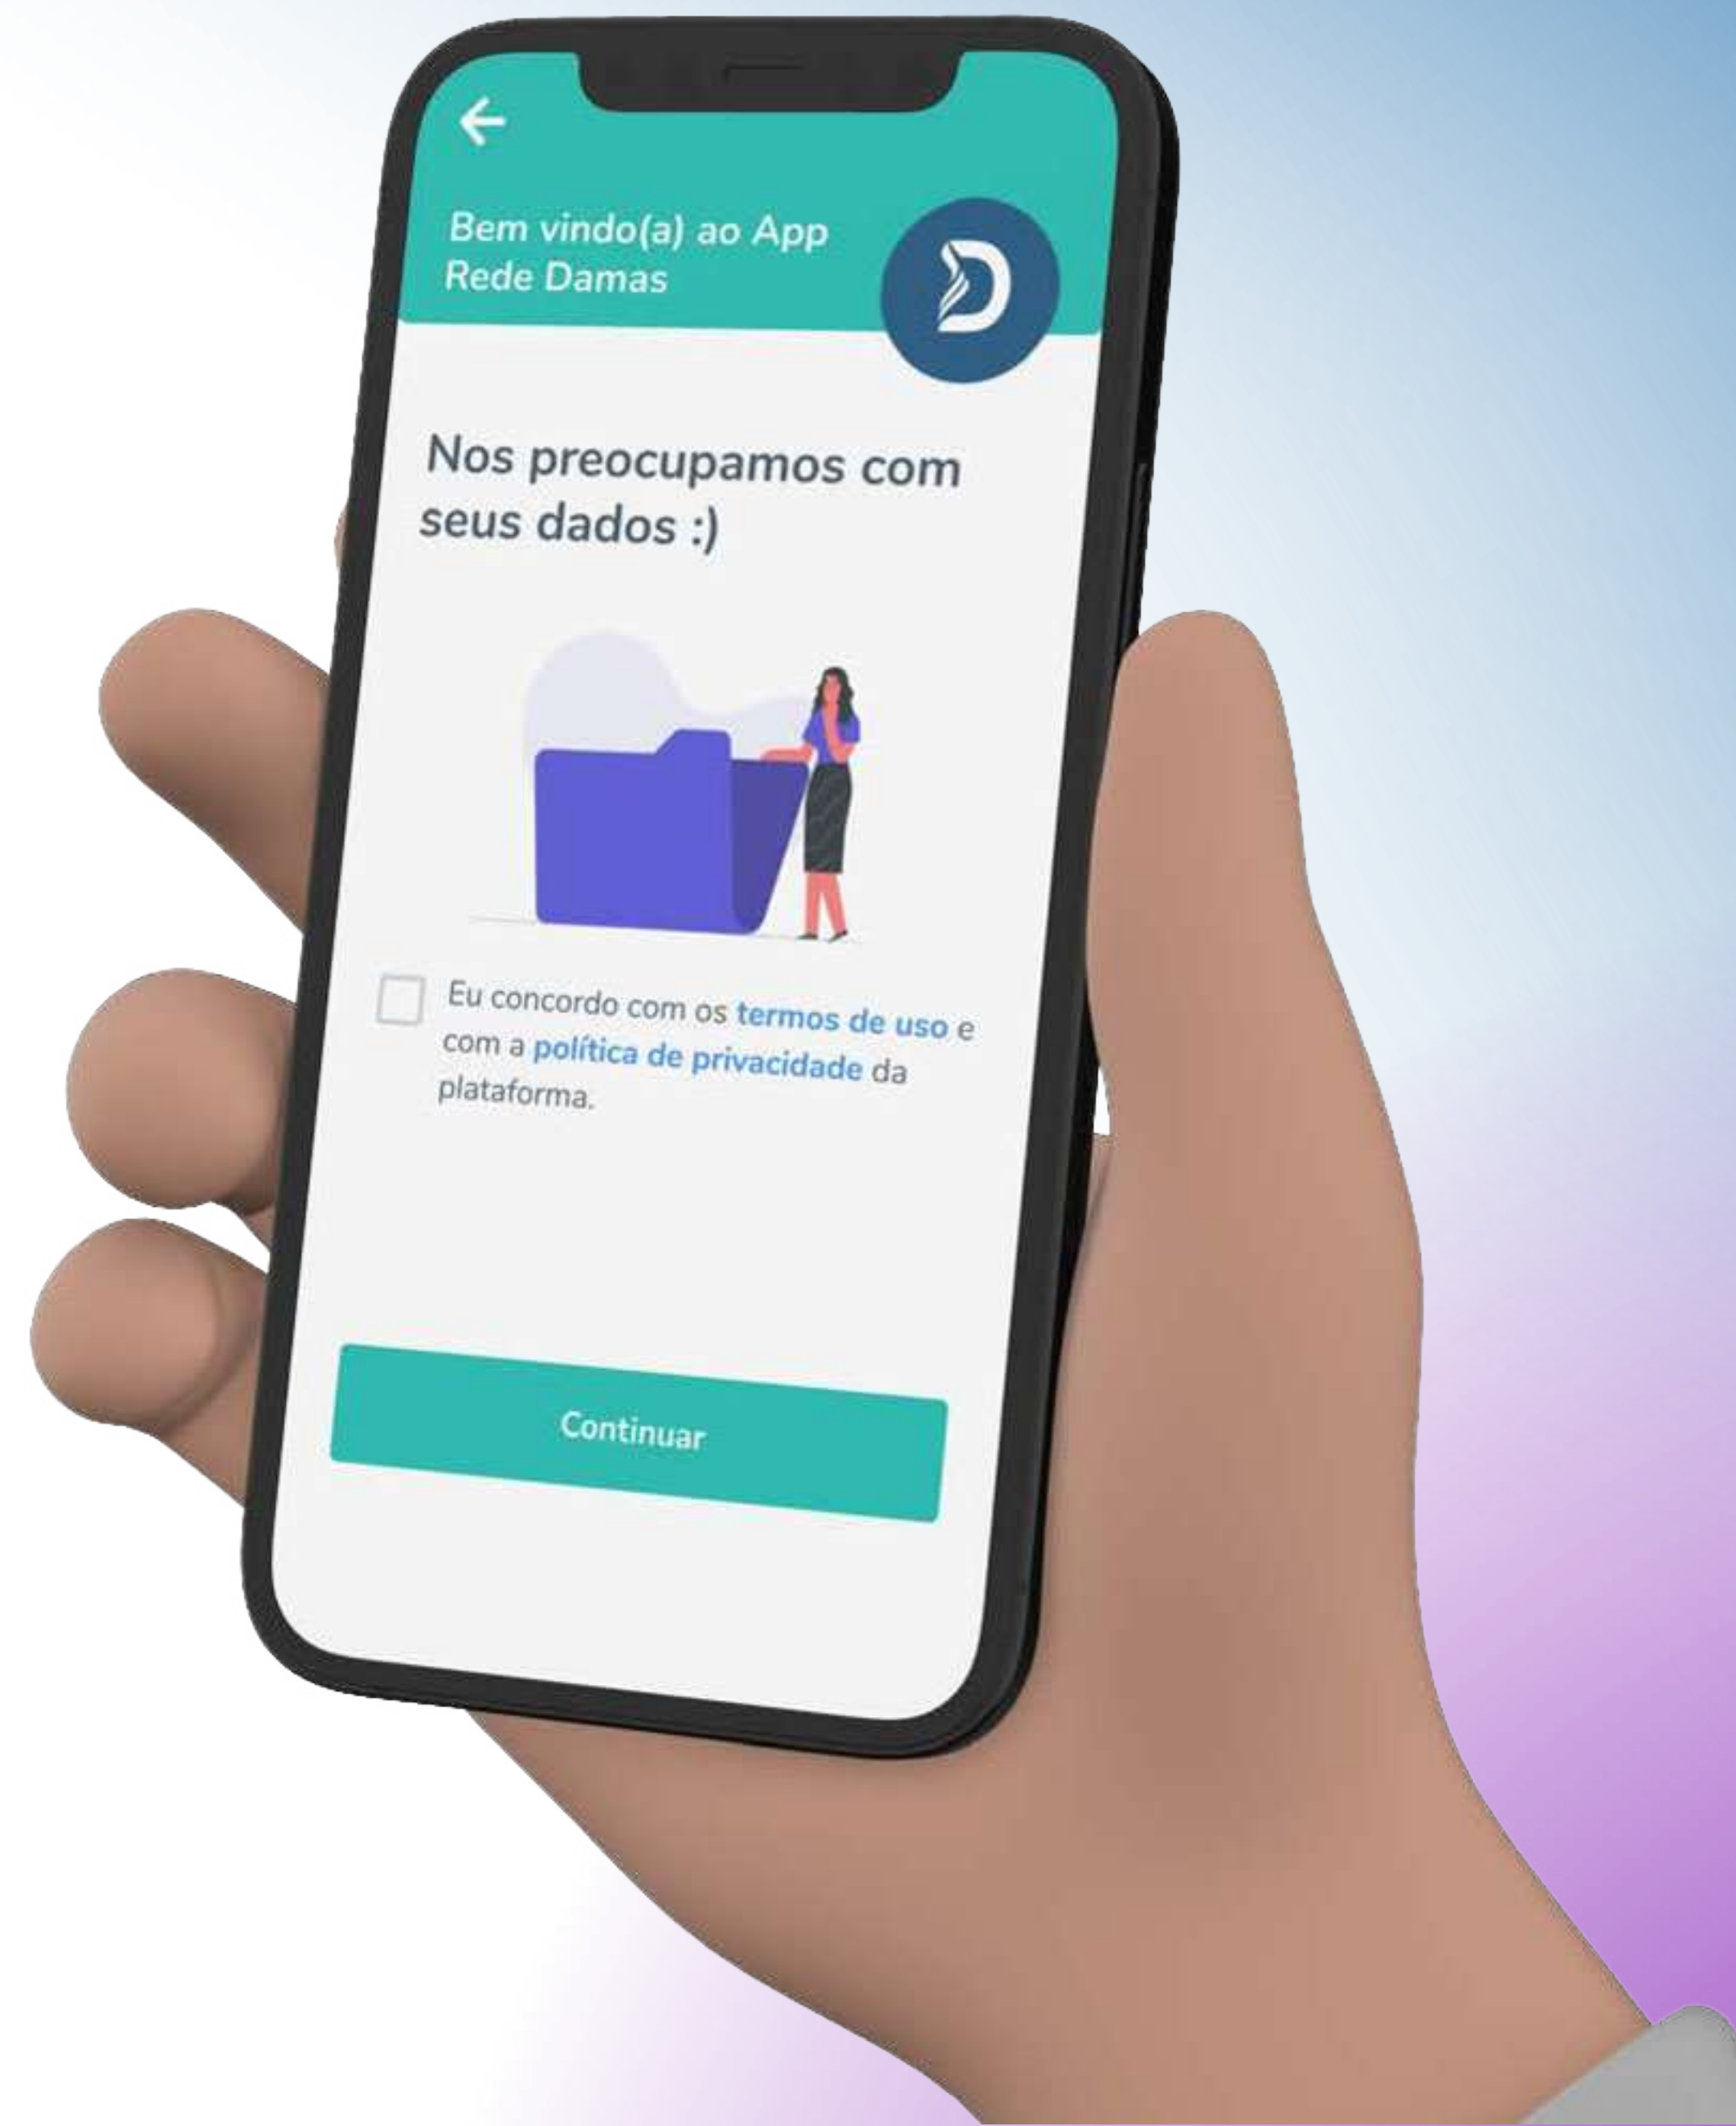 Bem vindo(a) ao App
Rede Damas
D
Nos preocupamos com
seus dados :)
Eu concordo com os termos de uso e
com a política de privacidade da
plataforma.
Continuar